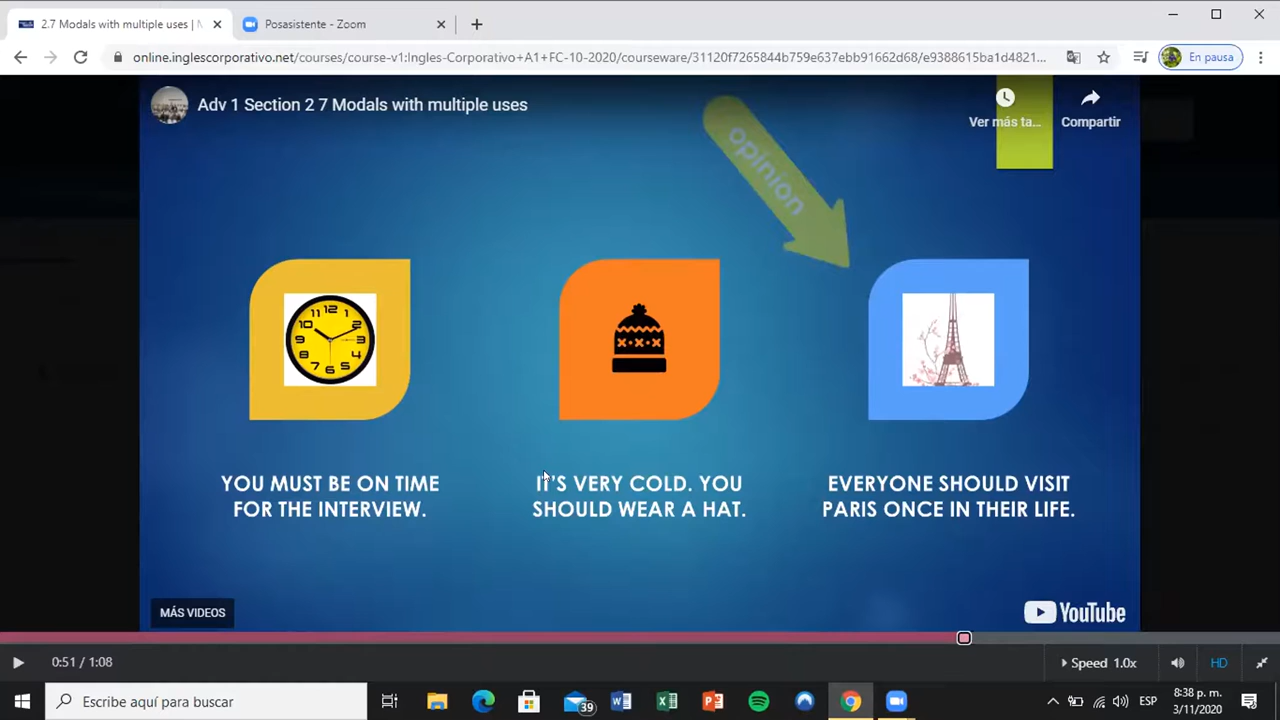 2.7 Modals with multiple uses |
Posasistente - Zoom
online.inglescorporativo.net/courses/course-v1:Ingles-Corporativo+A1+FC-10-2020/courseware/31120f7265844b759e637ebb91662d68/e9388615ba1d4821...
En pausa
Adv 1 Section 2 7 Modals with multiple uses
Ver más ta...
Compartir
opinion
YOU MUST BE ON TIME
FOR THE INTERVIEW.
IT'S VERY COLD. YOU
SHOULD WEAR A HAT.
EVERYONE SHOULD VISIT
PARIS ONCE IN THEIR LIFE.
MÁS VIDEOS
YouTube
0:51 / 1:08
Speed 1.0x
HD
Escribe aquí para buscar
39
ESP
8:38 p. m.
3/11/2020